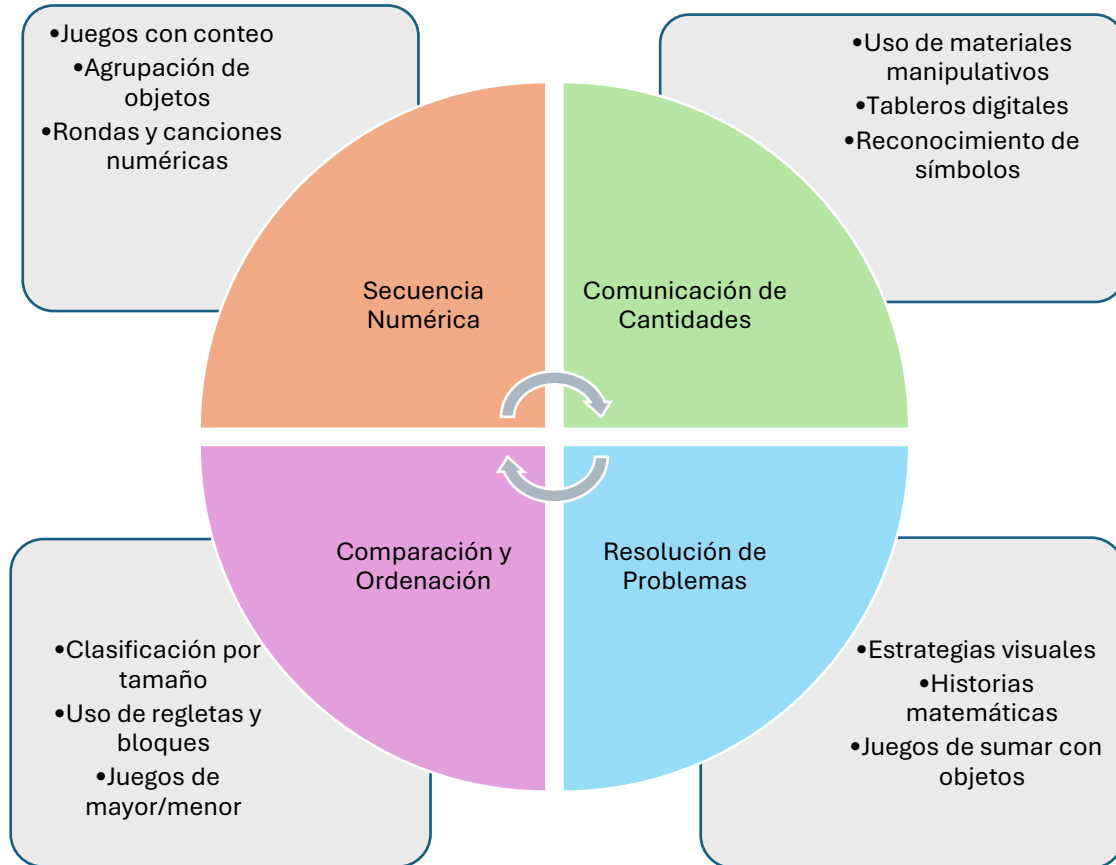 •Juegos con conteo
•Agrupación de
objetos
•Rondas y canciones
numéricas
•Uso de materiales
manipulativos
•Tableros digitales
•Reconocimiento de
símbolos
Secuencia
Numérica
Comunicación de
Cantidades
Comparación y
Ordenación
Resolución de
Problemas
•Clasificación por
tamaño
•Uso de regletas y
bloques
•Juegos de
mayor/menor
•Estrategias visuales
•Historias
matemáticas
•Juegos de sumar con
objetos